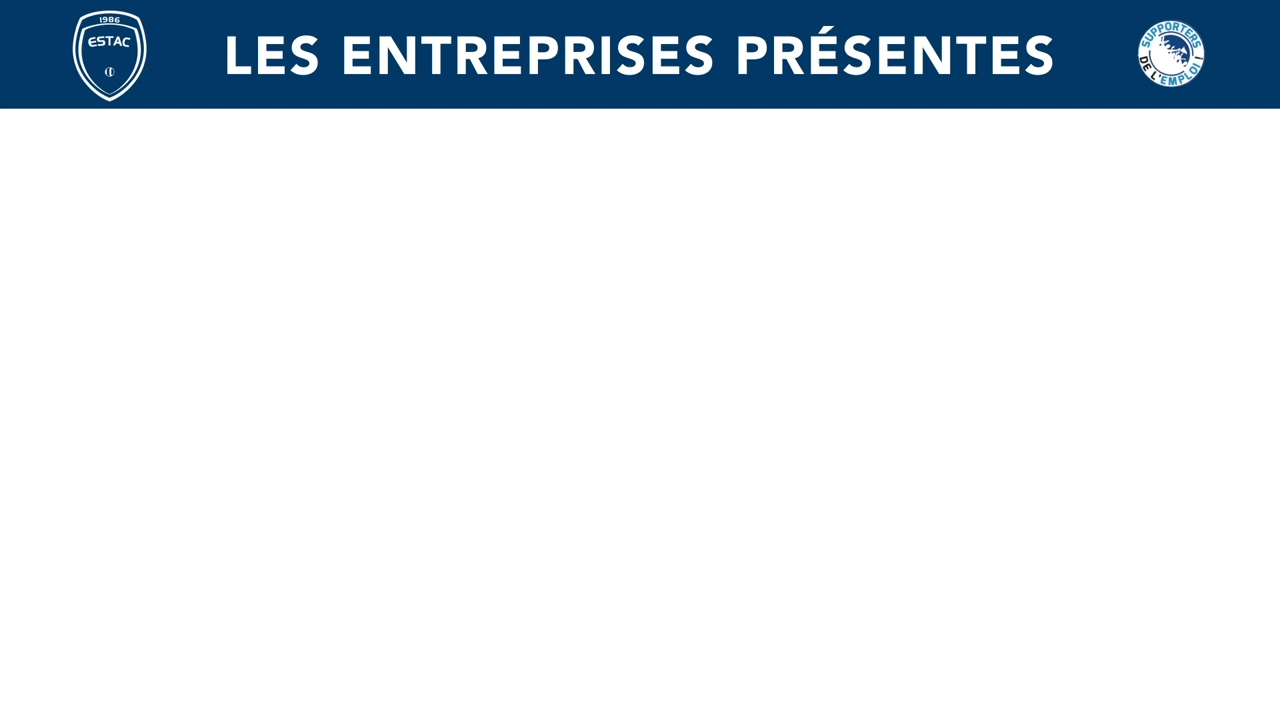 1986
ESTAC
LES ENTREPRISES PRÉSENTES
SUPPORTERS
DE L'EMPLOI !